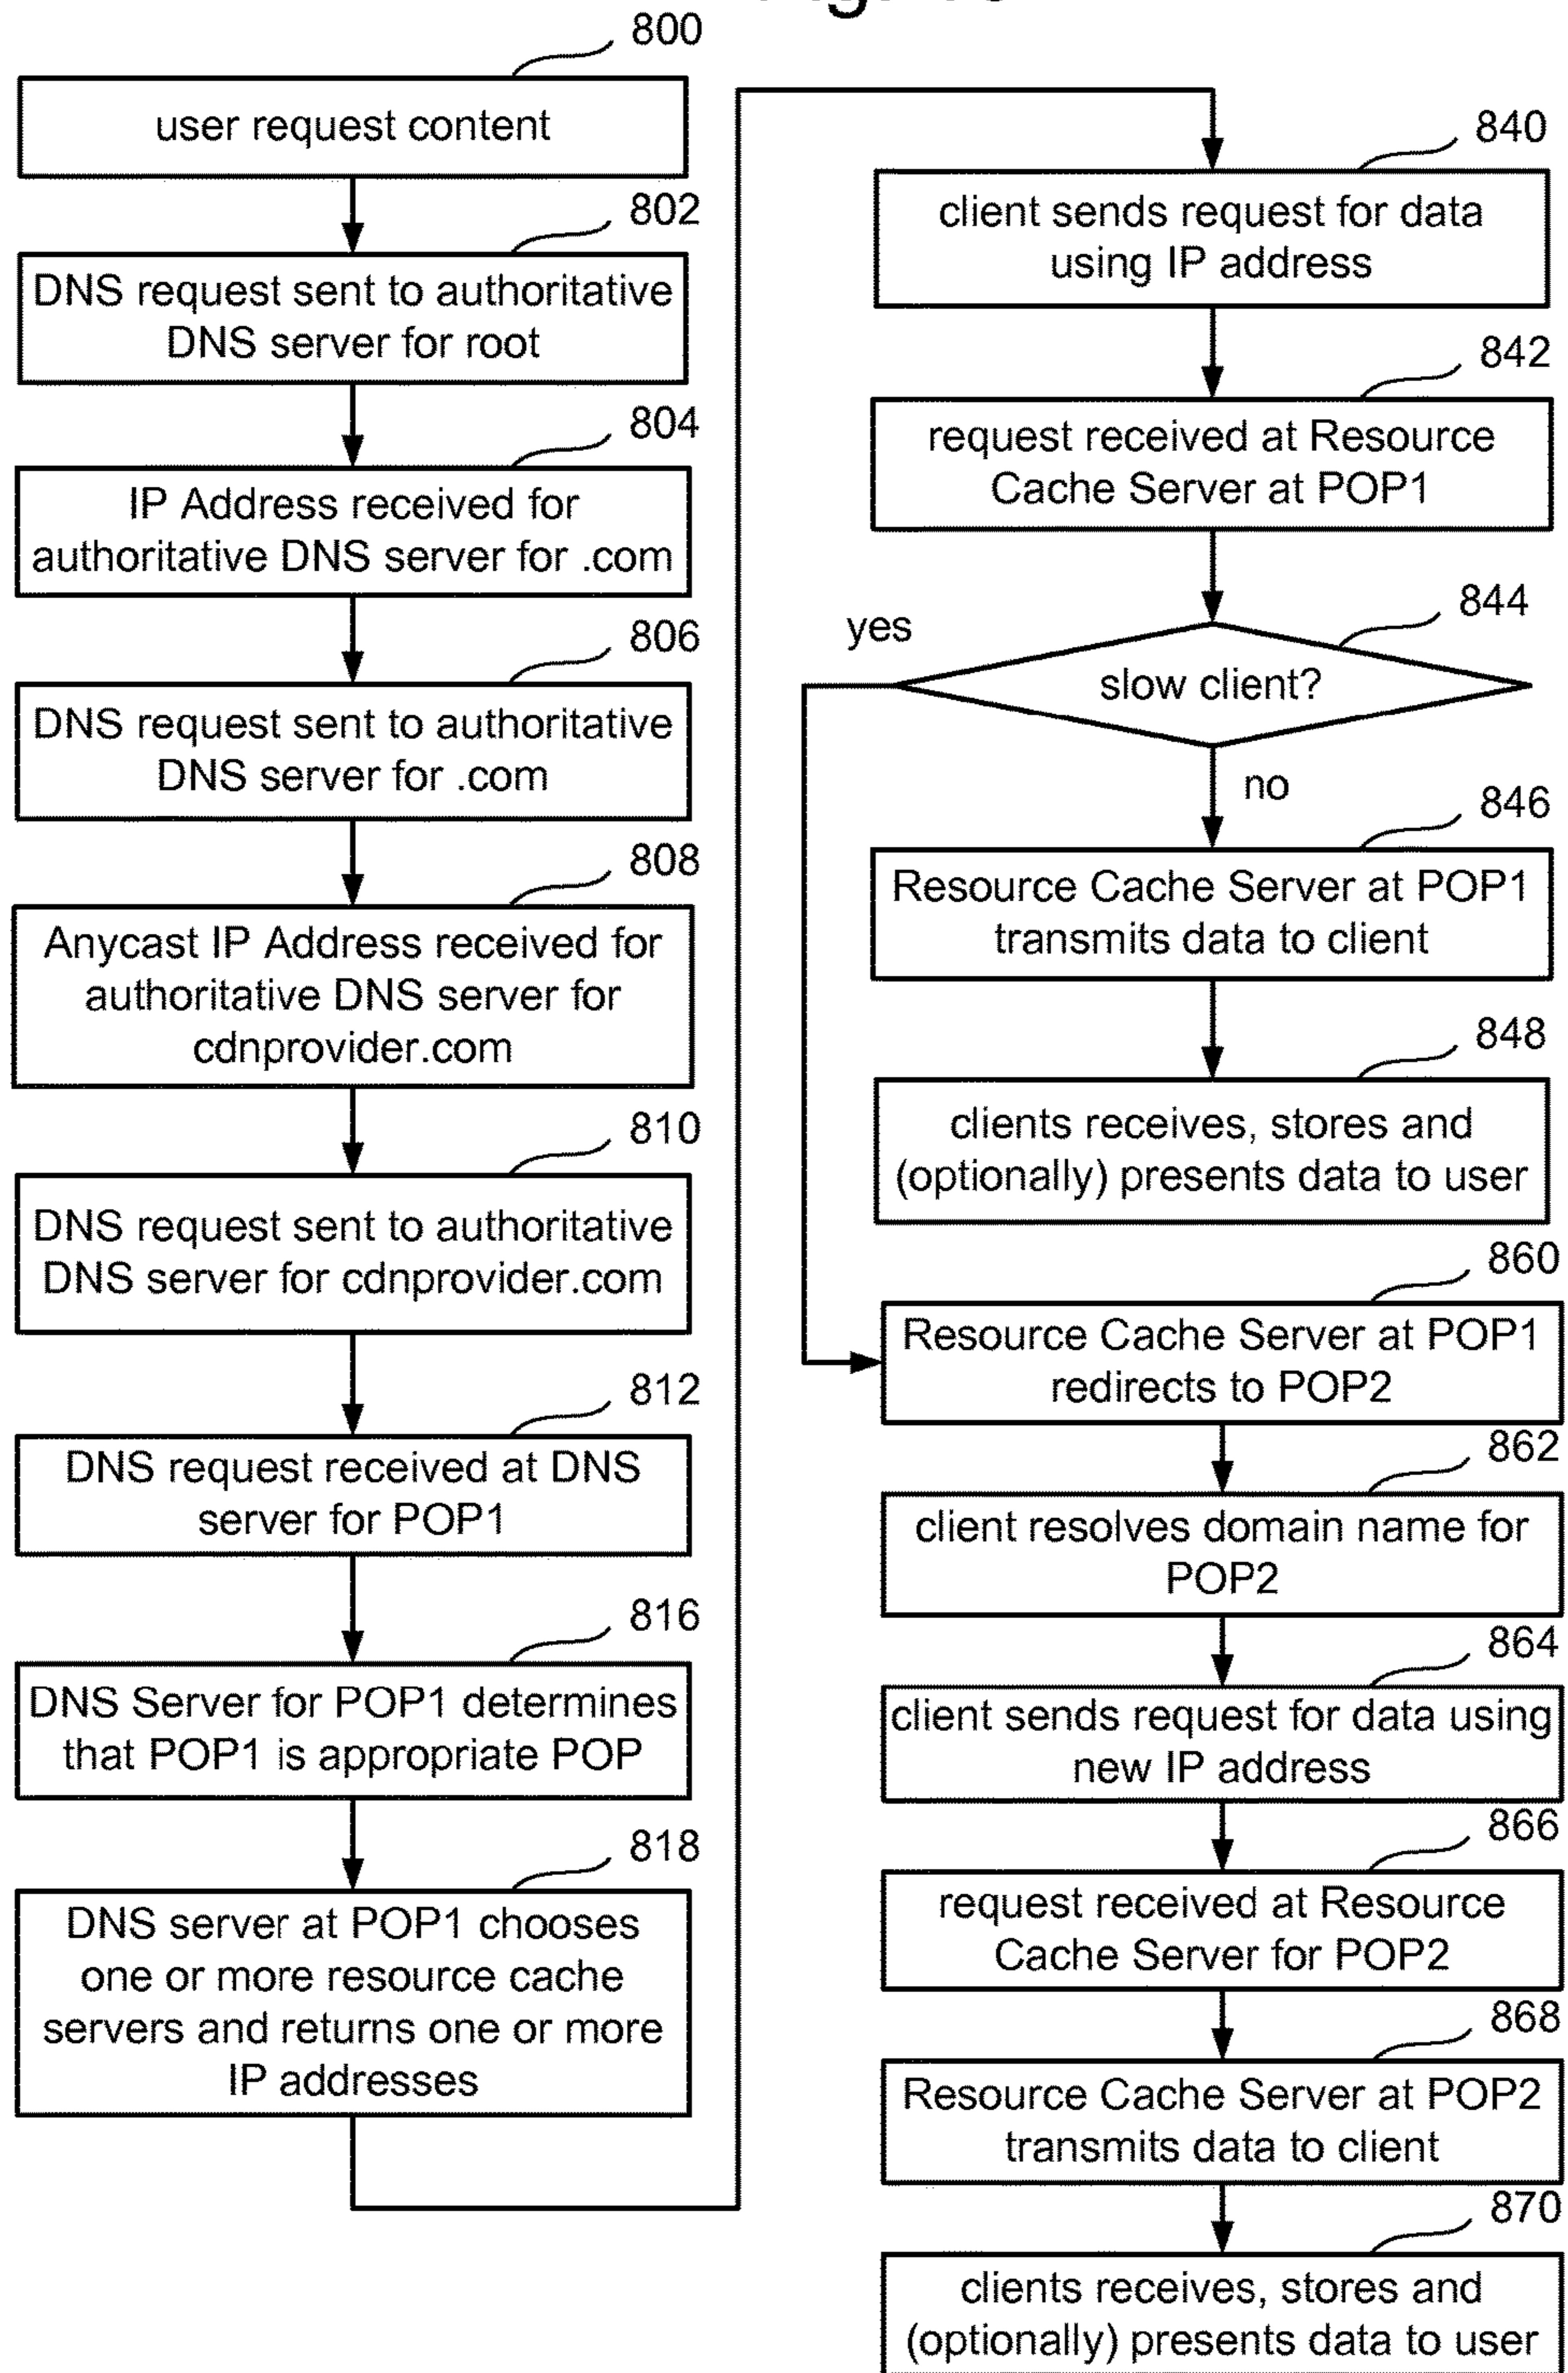 800
user request content
802
DNS request sent to authoritative
DNS server for root
804
IP Address received for
authoritative DNS server for .com
806
DNS request sent to authoritative
DNS server for .com
808
Anycast IP Address received for
authoritative DNS server for
cdnprovider.com
810
DNS request sent to authoritative
DNS server for cdnprovider.com
812
DNS request received at DNS
server for POP1
816
DNS Server for POP1 determines
that POP1 is appropriate POP
818
DNS server at POP1 chooses
one or more resource cache
servers and returns one or more
IP addresses
840
client sends request for data
using IP address
842
request received at Resource
Cache Server at POP1
844
yes
slow client?
no
846
Resource Cache Server at POP1
transmits data to client
848
clients receives, stores and
(optionally) presents data to user
860
Resource Cache Server at POP1
redirects to POP2
862
client resolves domain name for
POP2
864
client sends request for data using
new IP address
866
request received at Resource
Cache Server for POP2
868
Resource Cache Server at POP2
transmits data to client
870
clients receives, stores and
(optionally) presents data to user